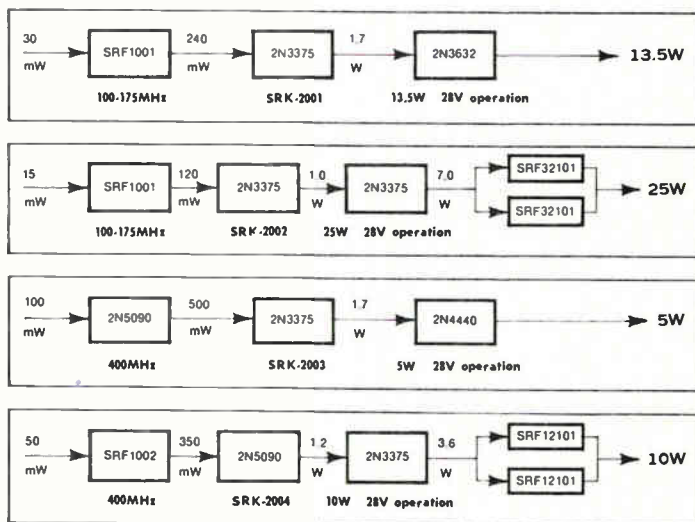 30 mW SRF1001 240 mW 2N3375 1.7 W 2N3632 13.5W
100-175MHz SRK-2001 13.5W 28V operation
15 mW SRF1001 120 mW 2N3375 1.0 W 2N3375 7.0 W SRF32101 SRF32101 25W
100-175MHz SRK-2002 25W 28V operation
100 mW 2N5090 500 mW 2N3375 1.7 W 2N4440 5W
400MHz SRK-2003 5W 28V operation
50 mW SRF1002 350 mW 2N5090 1.2 W 2N3375 3.6 W SRF12101 SRF12101 10W
400MHz SRK-2004 10W 28V operation